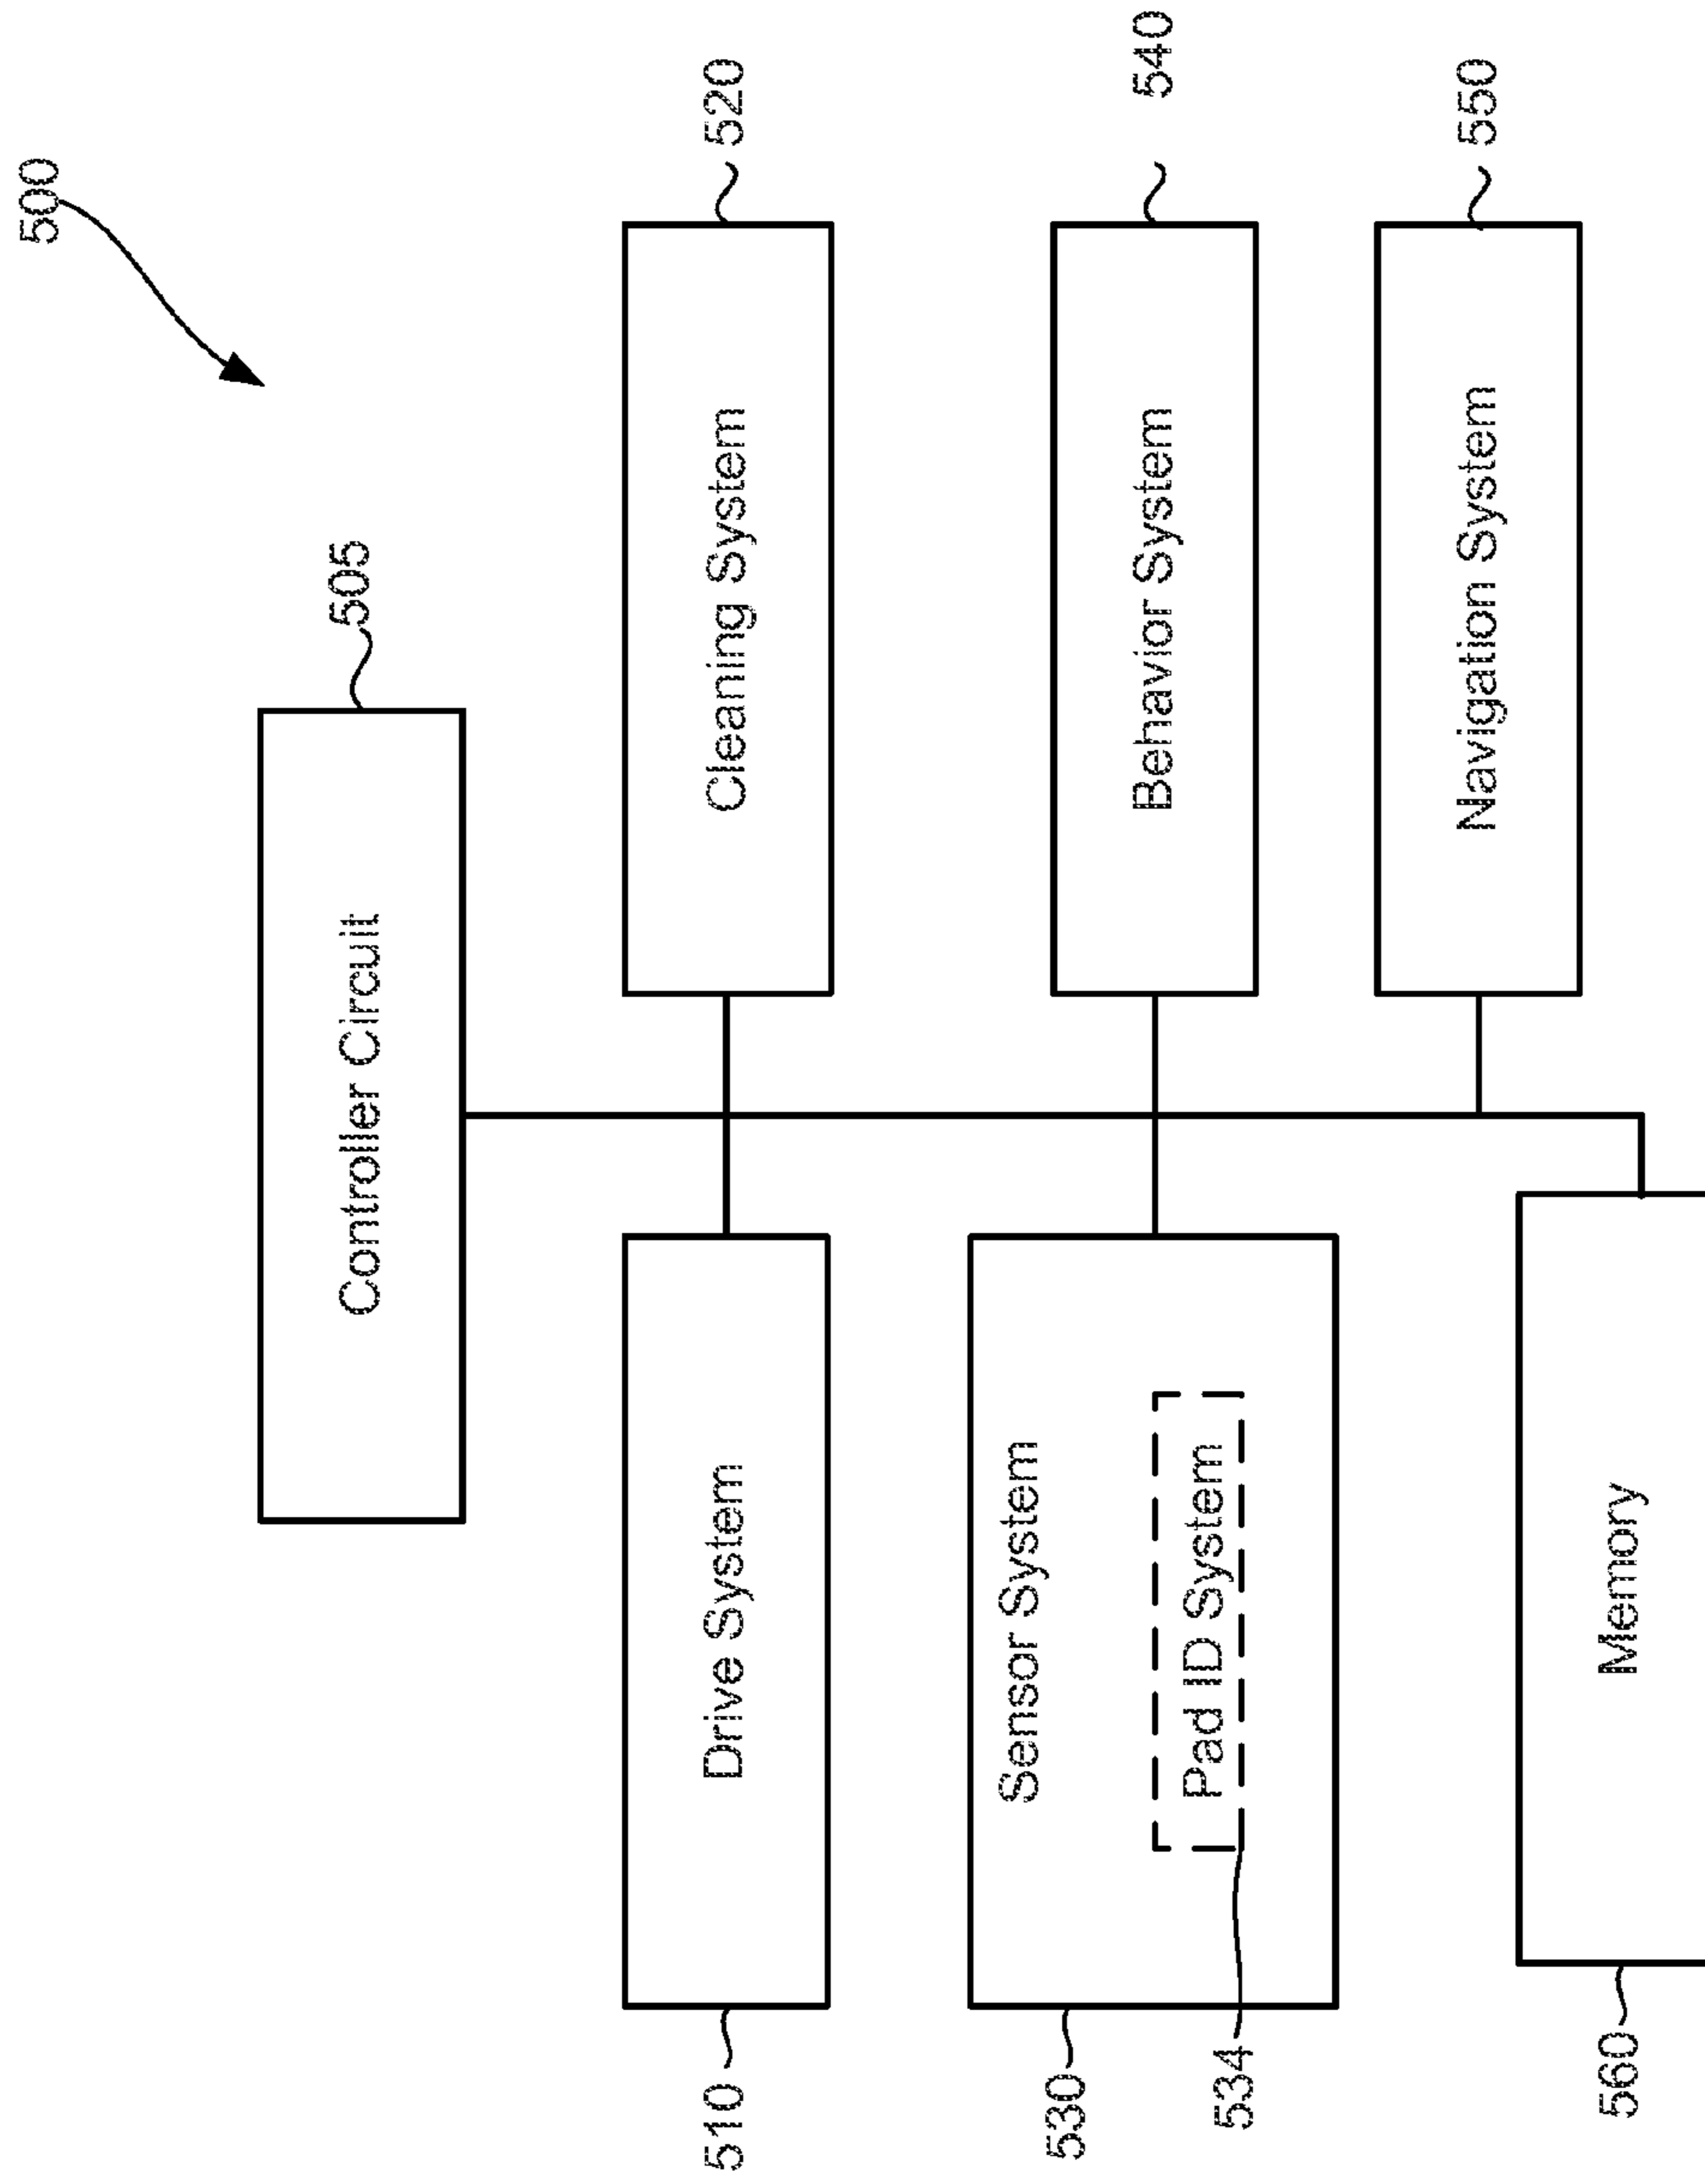 500
Controller Circuit
505
510
Drive System
Cleaning System
520
530
Sensor System
Pad ID System
534
Behavior System
540
Navigation System
550
560
Memory